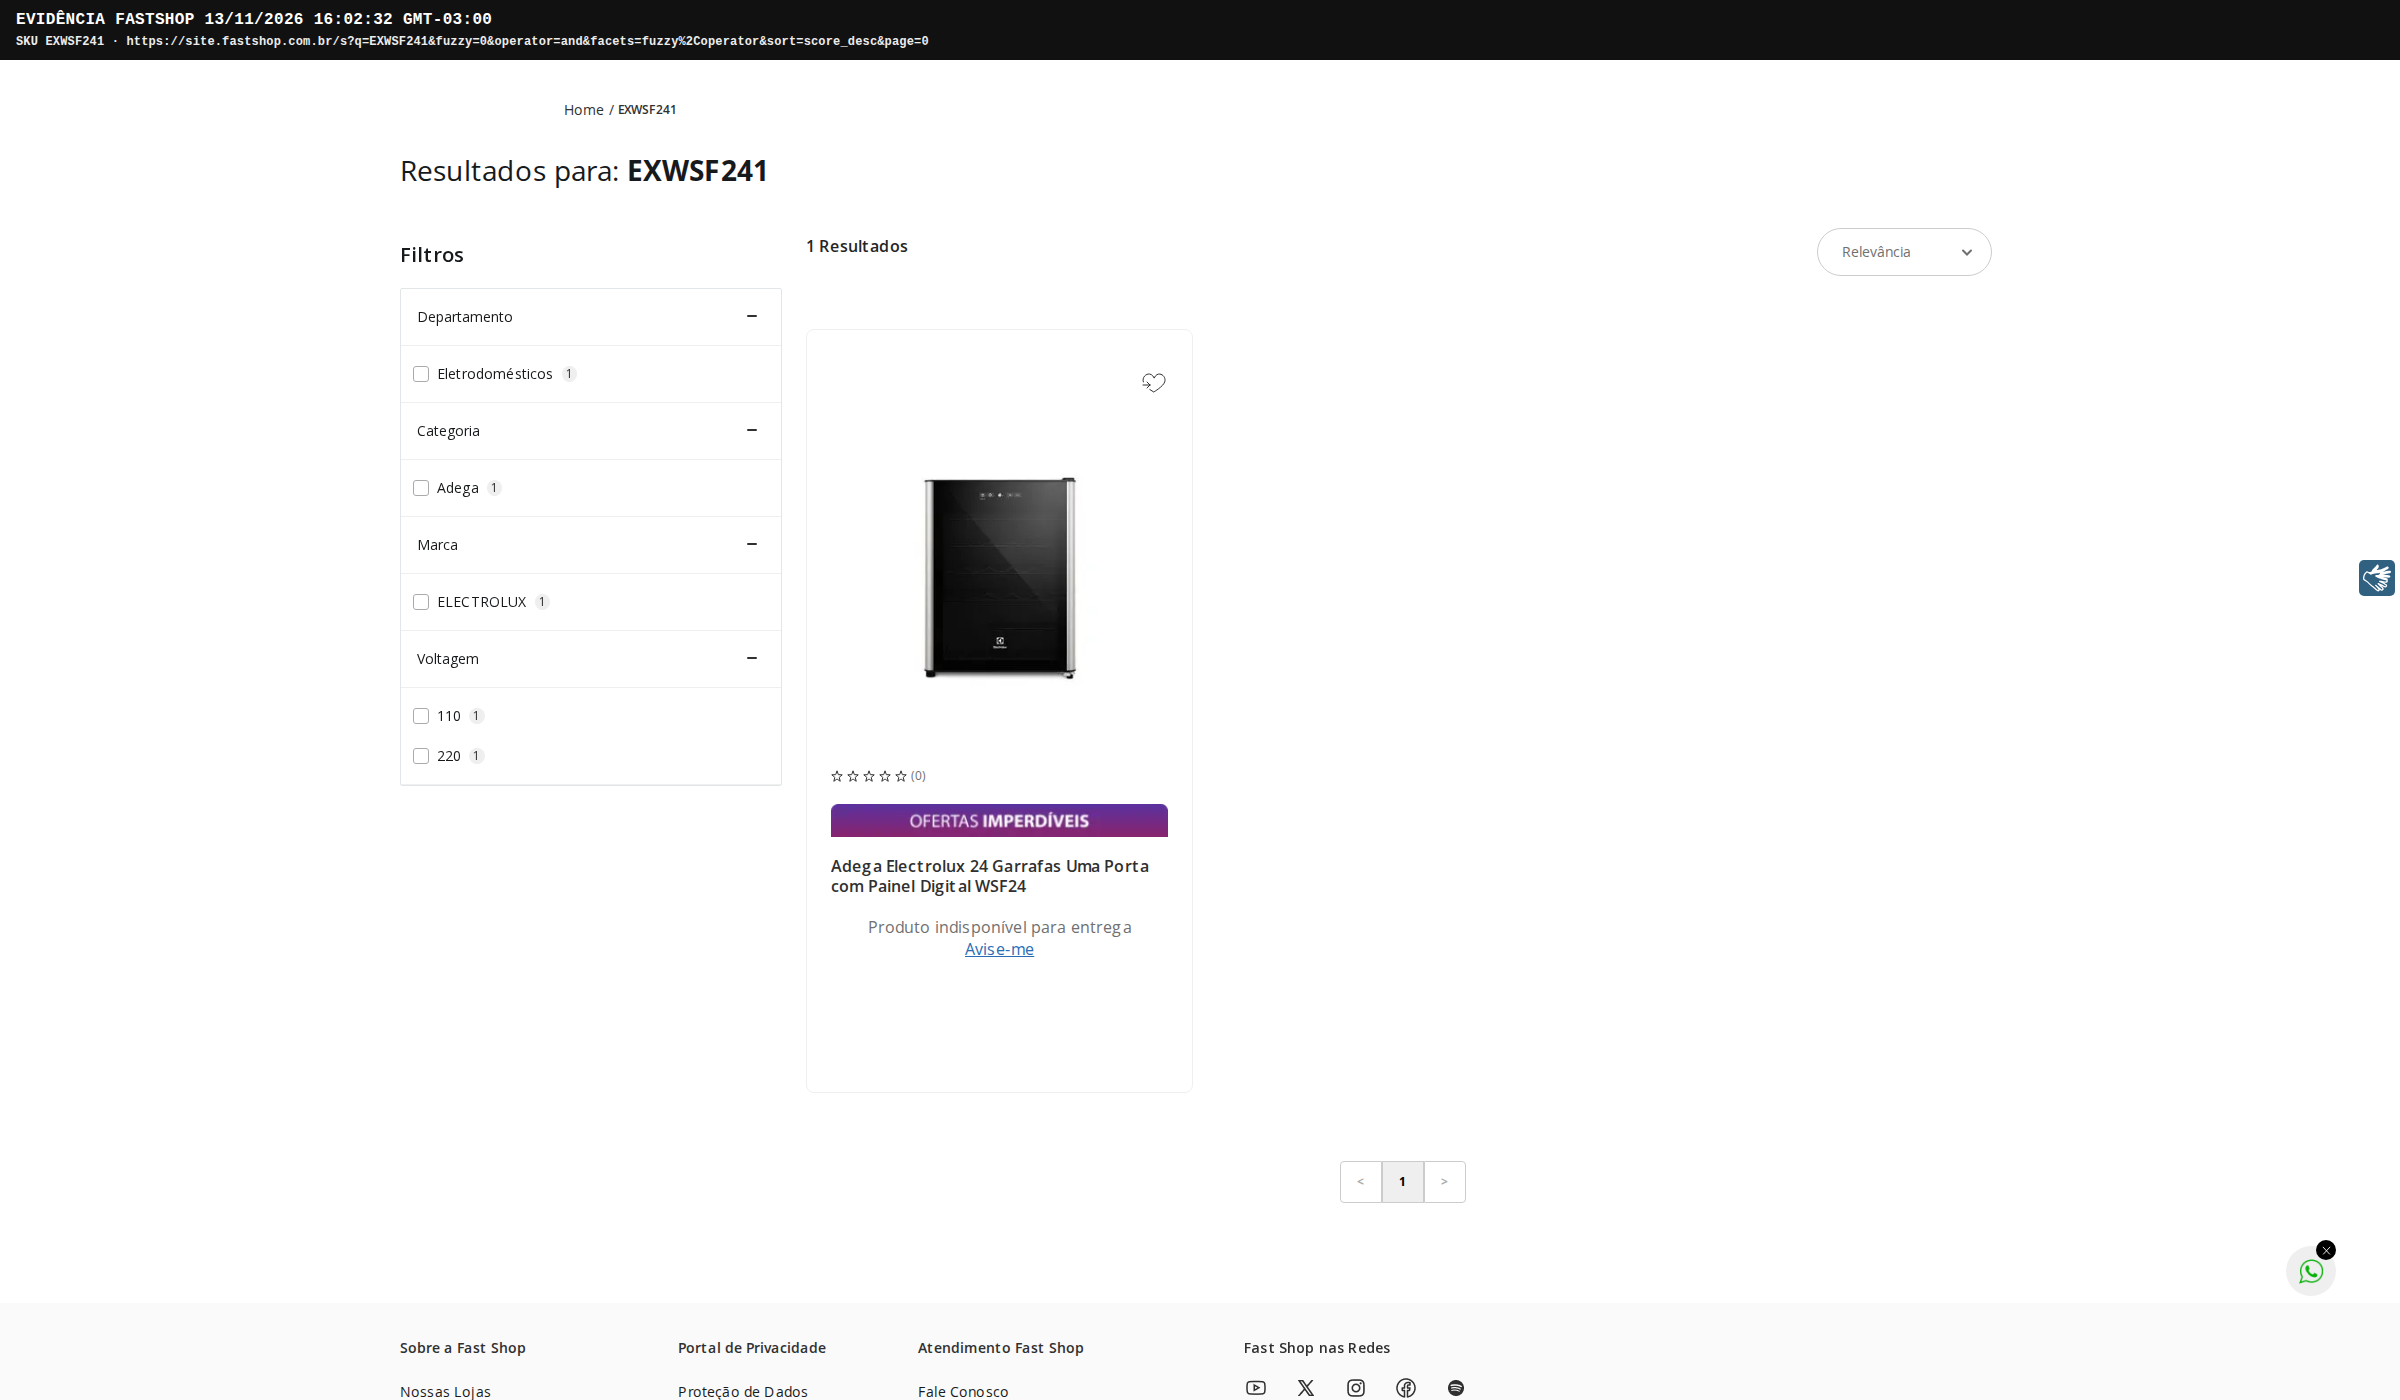 EVIDÊNCIA FASTSHOP 13/11/2026 16:02:32 GMT-03:00
SKU EXWSF241 · https://site.fastshop.com.br/s?q=EXWSF241&fuzzy=0&operator=and&facets=fuzzy%2Coperator&sort=score_desc&page=0
Home / EXWSF241
Resultados para: EXWSF241
Filtros
1 Resultados
Relevância
Departamento
Eletrodomésticos 1
Categoria
Adega 1
Marca
ELECTROLUX 1
Voltagem
110 1
220 1
(0)
OFERTAS IMPERDÍVEIS
Adega Electrolux 24 Garrafas Uma Porta
com Painel Digital WSF24
Produto indisponível para entrega
Avise-me
< 1 >
Sobre a Fast Shop
Nossas Lojas
Portal de Privacidade
Proteção de Dados
Atendimento Fast Shop
Fale Conosco
Fast Shop nas Redes